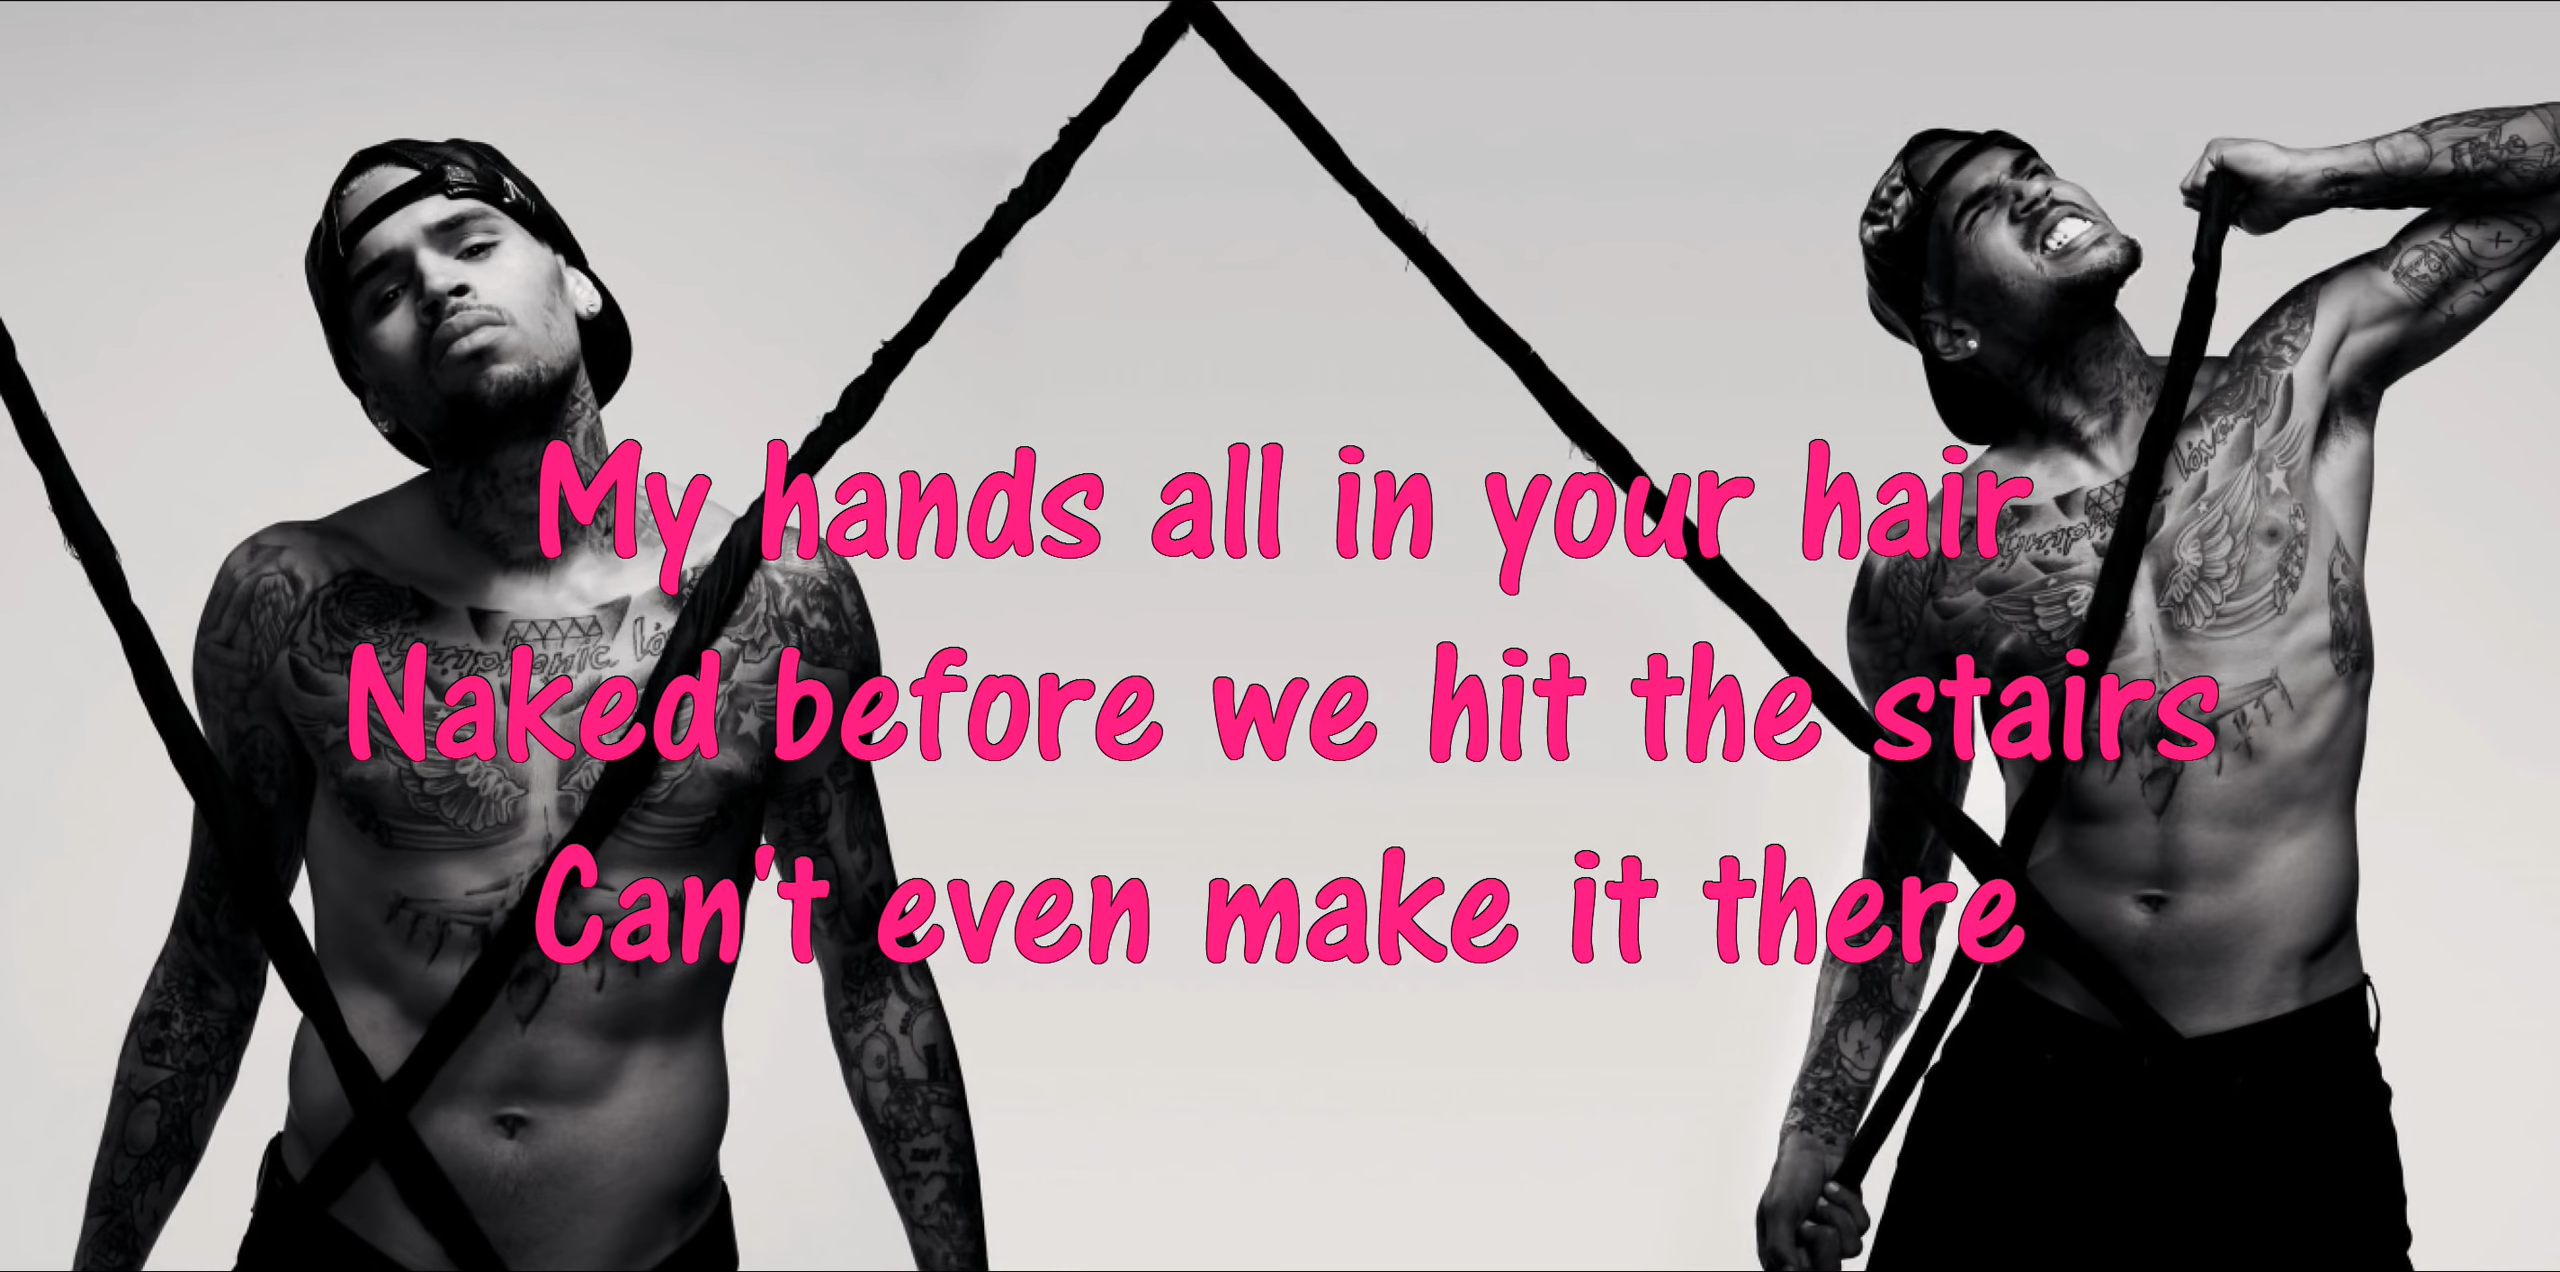 My hands all in your hair
Naked before we hit the stairs
Can't even make it there